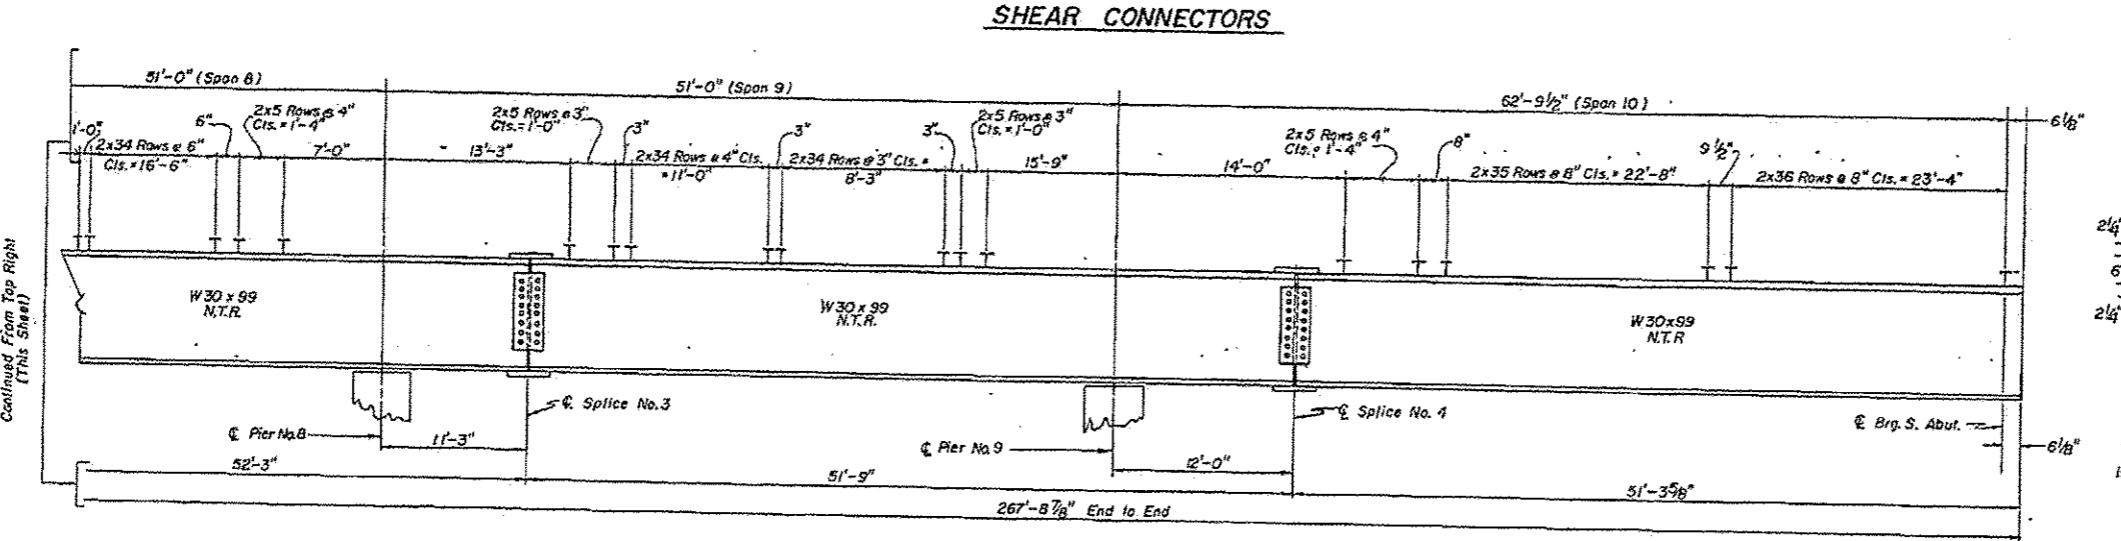 SHEAR CONNECTORS
51'-0" (Span 8)
51'-0" (Span 9)
62'-9½" (Span 10)
6⅛"
1'-0"
2x34 Rows @ 6"
Cts. = 16'-6"
6"
2x5 Rows @ 4"
Cts. = 1'-4"
7'-0"
13'-3"
2x5 Rows @ 3"
Cts. = 1'-0"
3"
2x34 Rows @ 4" Cts.
= 11'-0"
3"
2x34 Rows @ 3" Cts. =
8'-3"
3"
2x5 Rows @ 3"
Cts. = 1'-0"
15'-9"
14'-0"
2x5 Rows @ 4"
Cts. = 1'-4"
8"
2x35 Rows @ 8" Cts. = 22'-8"
9½"
2x36 Rows @ 8" Cts. = 23'-4"
2¼"
6"
2¼"
Continued From Top Right
(This Sheet)
W 30 x 99
N.T.R.
W 30 x 99
N.T.R.
W 30x99
N.T.R
℄ Pier No.8
11'-3"
℄ Splice No.3
℄ Pier No.9
12'-0"
℄ Splice No. 4
℄ Brg. S. Abut.
6⅛"
52'-3"
51'-9"
51'-3⅝"
267'-8⅞" End to End